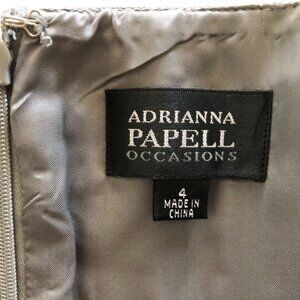 ADRIANNA
PAPELL
OCCASIONS
4
MADE IN
CHINA